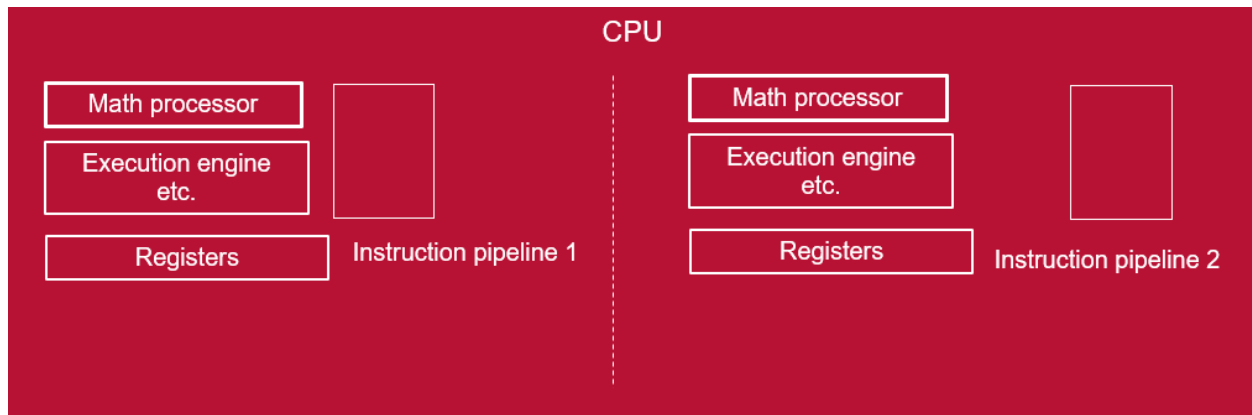 CPU
Math processor
Execution engine
etc.
Registers
Instruction pipeline 1
Math processor
Execution engine
etc.
Registers
Instruction pipeline 2